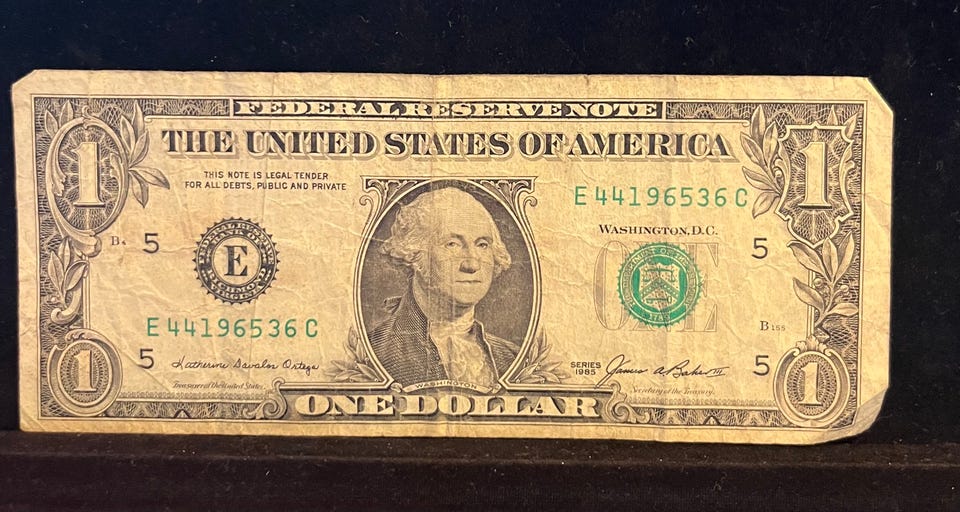 FEDERAL RESERVE NOTE
THE UNITED STATES OF AMERICA
THIS NOTE IS LEGAL TENDER
FOR ALL DEBTS, PUBLIC AND PRIVATE
E 44196536 C
WASHINGTON, D.C.
1
1
B4
5
E
ONE
1789
5
E 44196536 C
B 155
5
Katherine Davalos Ortega
Treasurer of the United States.
WASHINGTON
SERIES
1985
James A Baker III
Secretary of the Treasury.
5
1
ONE DOLLAR
1